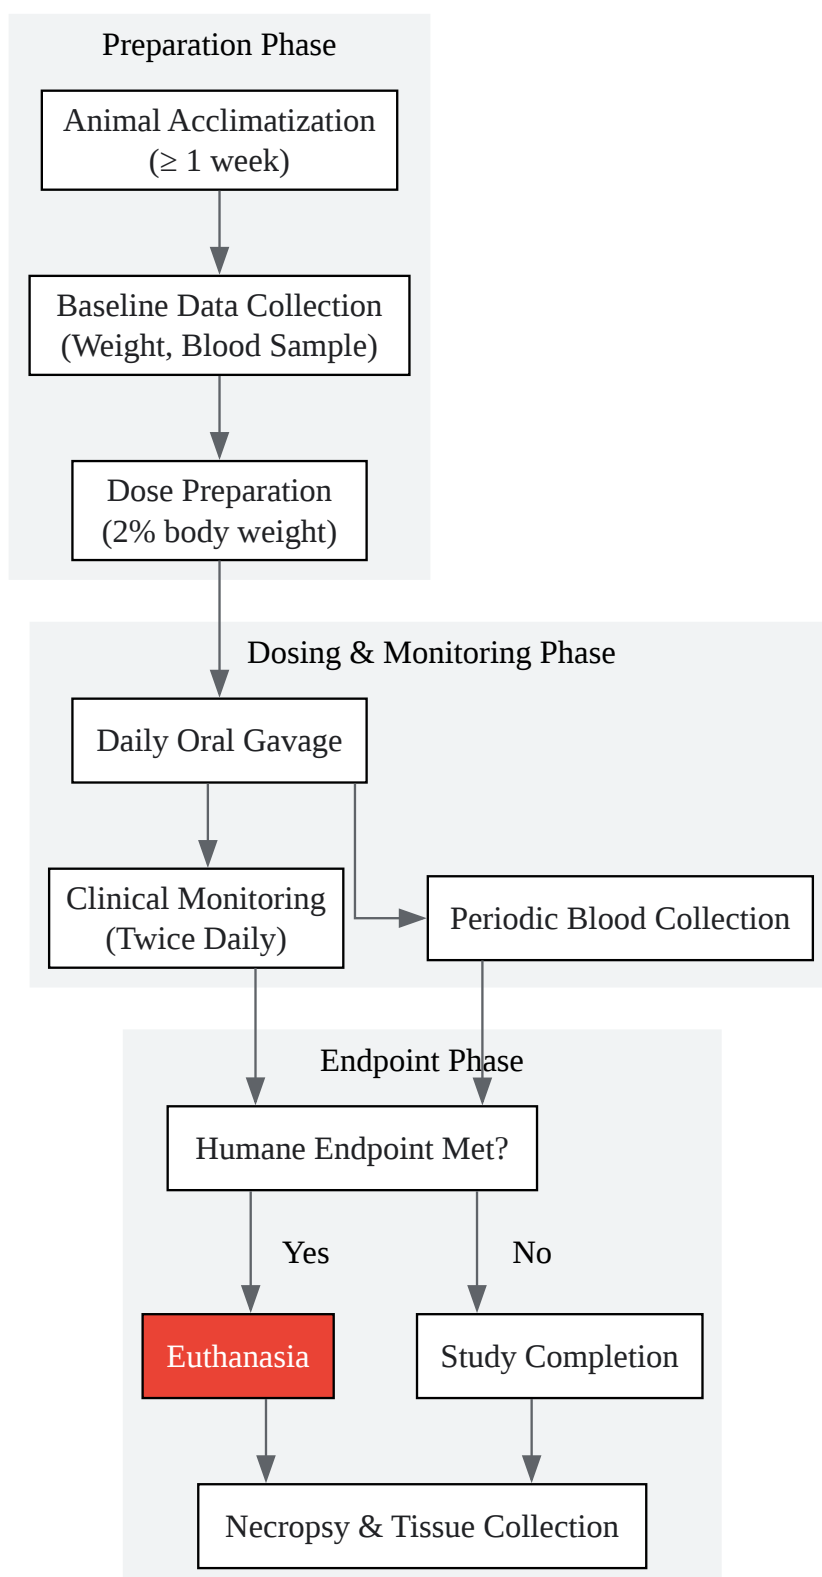 Preparation Phase
Animal Acclimatization
(≥ 1 week)
Baseline Data Collection
(Weight, Blood Sample)
Dose Preparation
(2% body weight)
Dosing & Monitoring Phase
Daily Oral Gavage
Clinical Monitoring
(Twice Daily)
Periodic Blood Collection
Endpoint Phase
Humane Endpoint Met?
Yes
No
Euthanasia
Study Completion
Necropsy & Tissue Collection